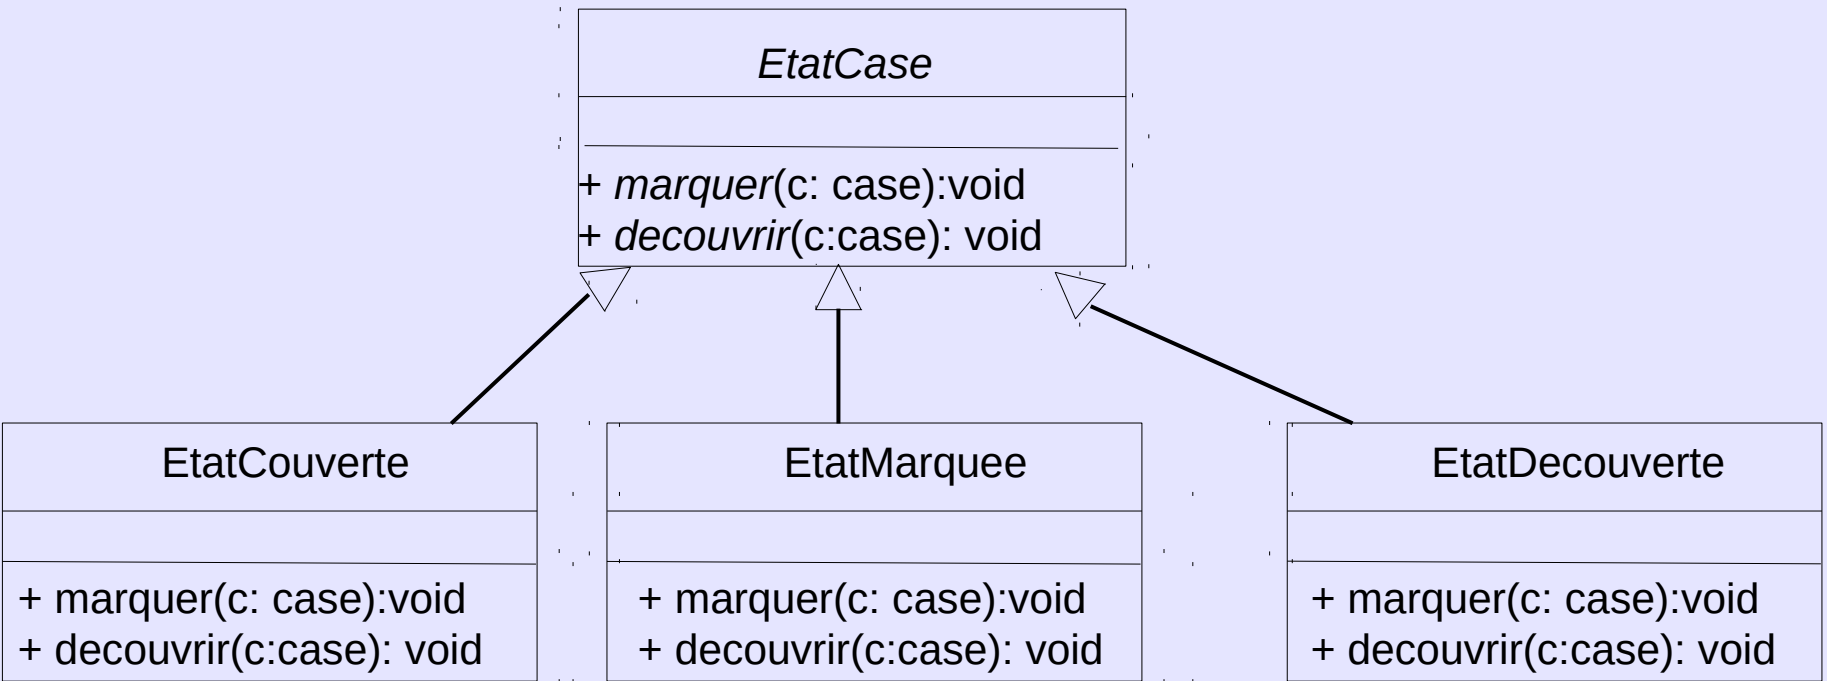 EtatCase
+ marquer(c: case):void
+ decouvrir(c:case): void
EtatCouverte
+ marquer(c: case):void
+ decouvrir(c:case): void
EtatMarquee
+ marquer(c: case):void
+ decouvrir(c:case): void
EtatDecouverte
+ marquer(c: case):void
+ decouvrir(c:case): void